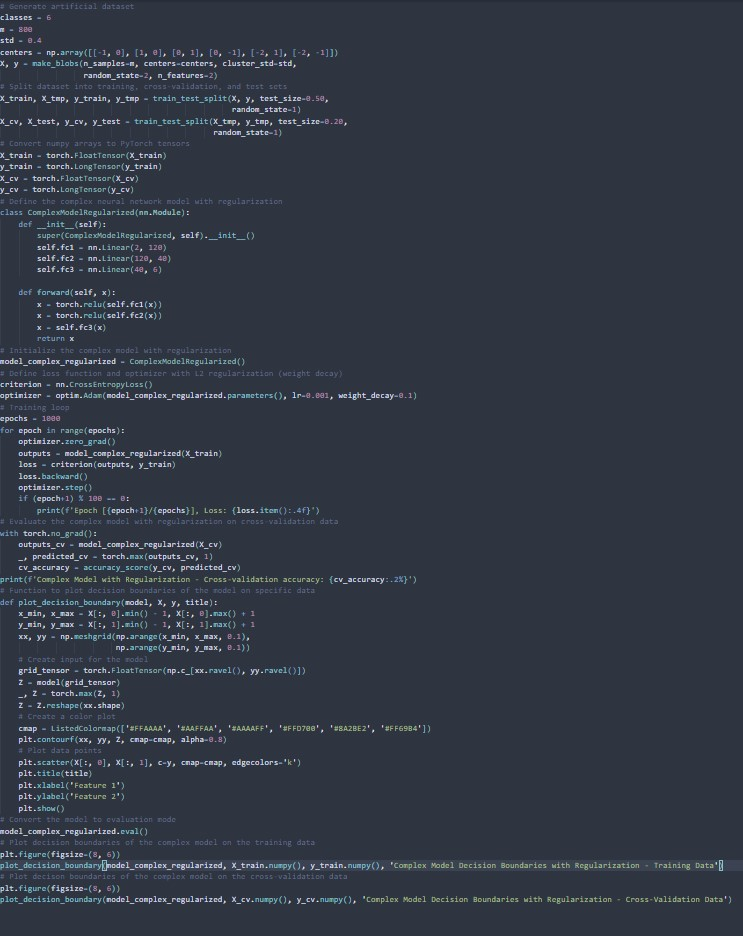 # Generate artificial dataset
classes = 6
m = 800
std = 0.4
centers = np.array([[-1, 0], [1, 0], [0, 1], [0, -1], [-2, 1], [-2, -1]])
X, y = make_blobs(n_samples=m, centers=centers, cluster_std=std,
                  random_state=2, n_features=2)
# Split dataset into training, cross-validation, and test sets
X_train, X_tmp, y_train, y_tmp = train_test_split(X, y, test_size=0.50,
                                                  random_state=1)
X_cv, X_test, y_cv, y_test = train_test_split(X_tmp, y_tmp, test_size=0.20,
                                              random_state=1)
# Convert numpy arrays to PyTorch tensors
X_train = torch.FloatTensor(X_train)
y_train = torch.LongTensor(y_train)
X_cv = torch.FloatTensor(X_cv)
y_cv = torch.LongTensor(y_cv)
# Define the complex neural network model with regularization
class ComplexModelRegularized(nn.Module):
    def __init__(self):
        super(ComplexModelRegularized, self).__init__()
        self.fc1 = nn.Linear(2, 120)
        self.fc2 = nn.Linear(120, 40)
        self.fc3 = nn.Linear(40, 6)
    def forward(self, x):
        x = torch.relu(self.fc1(x))
        x = torch.relu(self.fc2(x))
        x = self.fc3(x)
        return x
# Initialize the complex model with regularization
model_complex_regularized = ComplexModelRegularized()
# Define loss function and optimizer with L2 regularization (weight decay)
criterion = nn.CrossEntropyLoss()
optimizer = optim.Adam(model_complex_regularized.parameters(), lr=0.001, weight_decay=0.1)
# Training loop
epochs = 1000
for epoch in range(epochs):
    optimizer.zero_grad()
    outputs = model_complex_regularized(X_train)
    loss = criterion(outputs, y_train)
    loss.backward()
    optimizer.step()
    if (epoch+1) % 100 == 0:
        print(f'Epoch [{epoch+1}/{epochs}], Loss: {loss.item():.4f}')
# Evaluate the complex model with regularization on cross-validation data
with torch.no_grad():
    outputs_cv = model_complex_regularized(X_cv)
    _, predicted_cv = torch.max(outputs_cv, 1)
    cv_accuracy = accuracy_score(y_cv, predicted_cv)
print(f'Complex Model with Regularization - Cross-validation accuracy: {cv_accuracy:.2%}')
# Function to plot decision boundaries of the model on specific data
def plot_decision_boundary(model, X, y, title):
    x_min, x_max = X[:, 0].min() - 1, X[:, 0].max() + 1
    y_min, y_max = X[:, 1].min() - 1, X[:, 1].max() + 1
    xx, yy = np.meshgrid(np.arange(x_min, x_max, 0.1),
                         np.arange(y_min, y_max, 0.1))
    # Create input for the model
    grid_tensor = torch.FloatTensor(np.c_[xx.ravel(), yy.ravel()])
    Z = model(grid_tensor)
    _, Z = torch.max(Z, 1)
    Z = Z.reshape(xx.shape)
    # Create a color plot
    cmap = ListedColormap(['#FFAAAA', '#AAFFAA', '#AAAAFF', '#FFD700', '#8A2BE2', '#FF69B4'])
    plt.contourf(xx, yy, Z, cmap=cmap, alpha=0.8)
    # Plot data points
    plt.scatter(X[:, 0], X[:, 1], c=y, cmap=cmap, edgecolors='k')
    plt.title(title)
    plt.xlabel('Feature 1')
    plt.ylabel('Feature 2')
    plt.show()
# Convert the model to evaluation mode
model_complex_regularized.eval()
# Plot decision boundaries of the complex model on the training data
plt.figure(figsize=(8, 6))
plot_decision_boundary(model_complex_regularized, X_train.numpy(), y_train.numpy(), 'Complex Model Decision Boundaries with Regularization - Training Data')
# Plot decison boundaries of the complex model on the cross-validation data
plt.figure(figsize=(8, 6))
plot_decision_boundary(model_complex_regularized, X_cv.numpy(), y_cv.numpy(), 'Complex Model Decision Boundaries with Regularization - Cross-Validation Data')